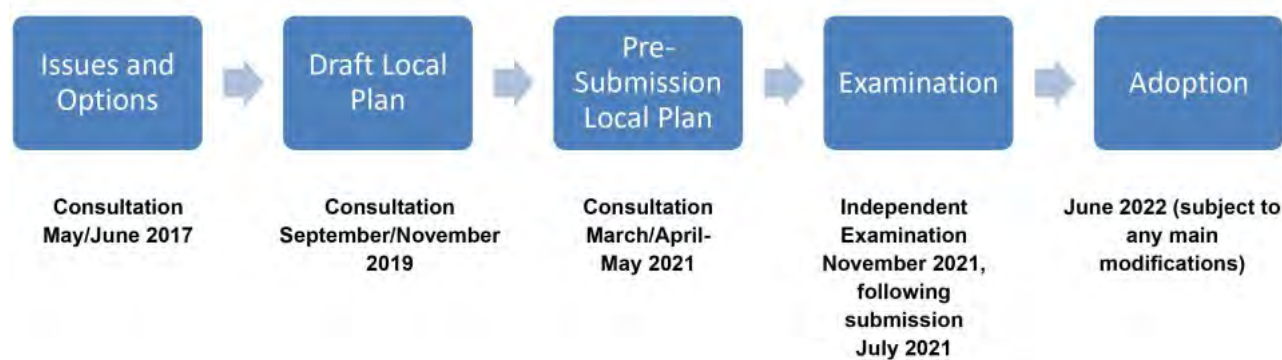 Issues and
Options
Draft Local
Plan
Pre-
Submission
Local Plan
Examination
Adoption
Consultation
May/June 2017
Consultation
September/November
2019
Consultation
March/April-
May 2021
Independent
Examination
November 2021,
following
submission
July 2021
June 2022 (subject to
any main
modifications)